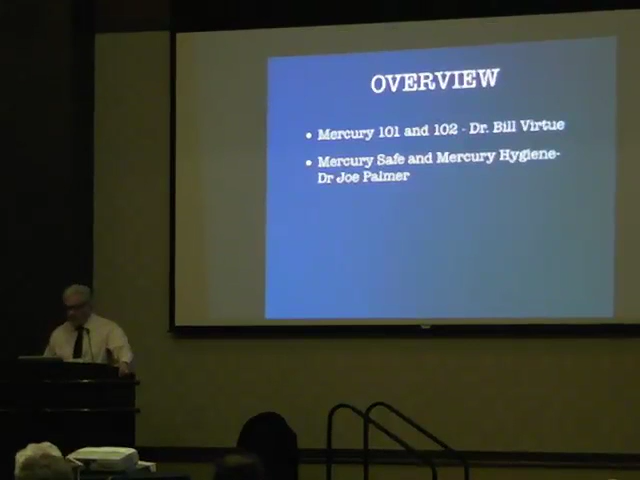 OVERVIEW
• Mercury 101 and 102 - Dr. Bill Virtue
• Mercury Safe and Mercury Hygiene-
Dr Joe Palmer